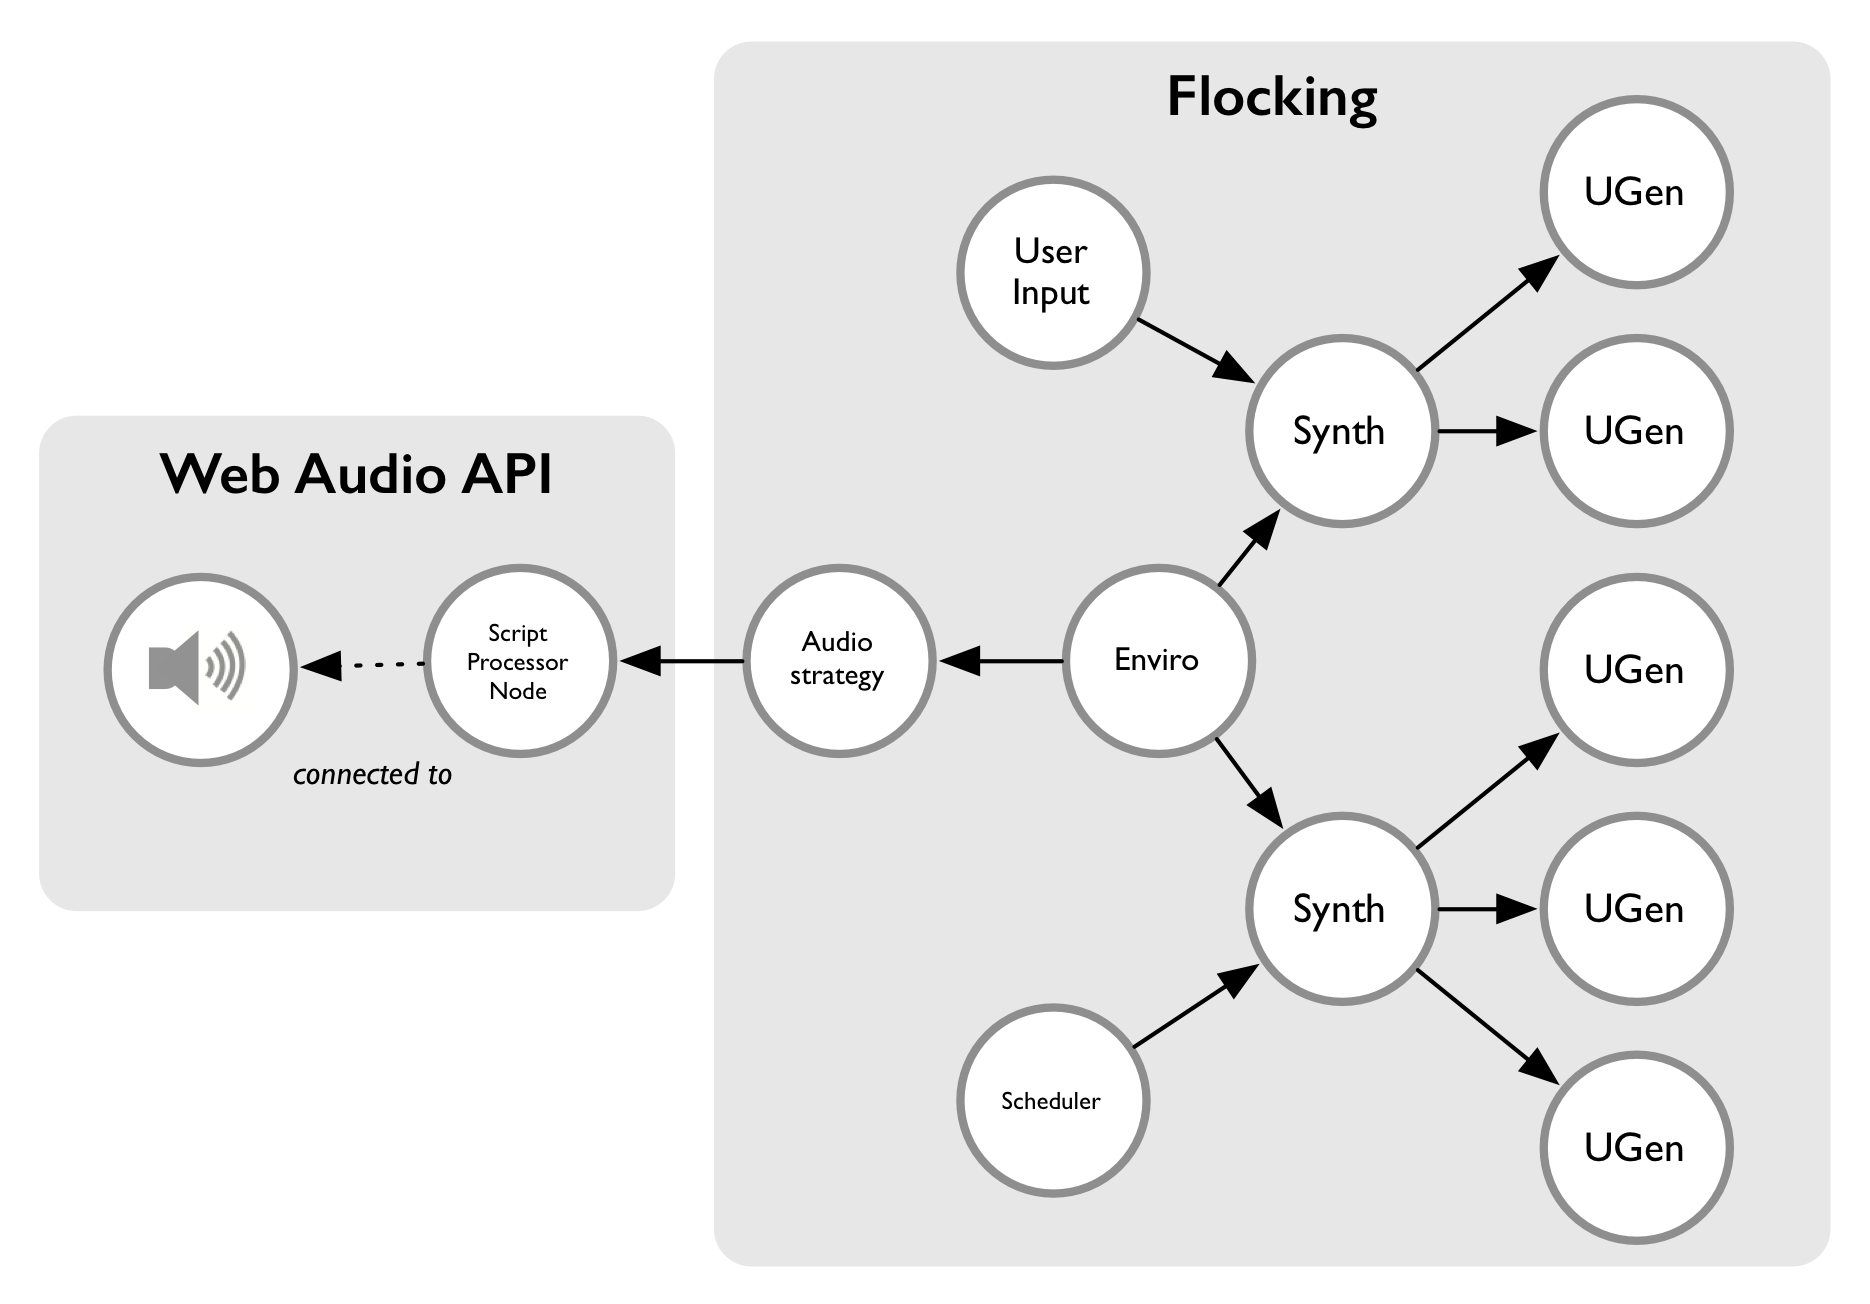 Flocking
UGen
User
Input
Synth
UGen
Web Audio API
Script
Processor
Node
connected to
Audio
strategy
Enviro
UGen
Synth
UGen
Scheduler
UGen